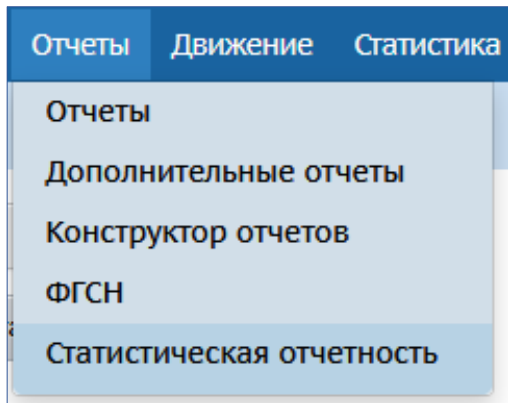 Отчеты Движение Статистика
Отчеты
Дополнительные отчеты
Конструктор отчетов
ФГСН
Статистическая отчетность